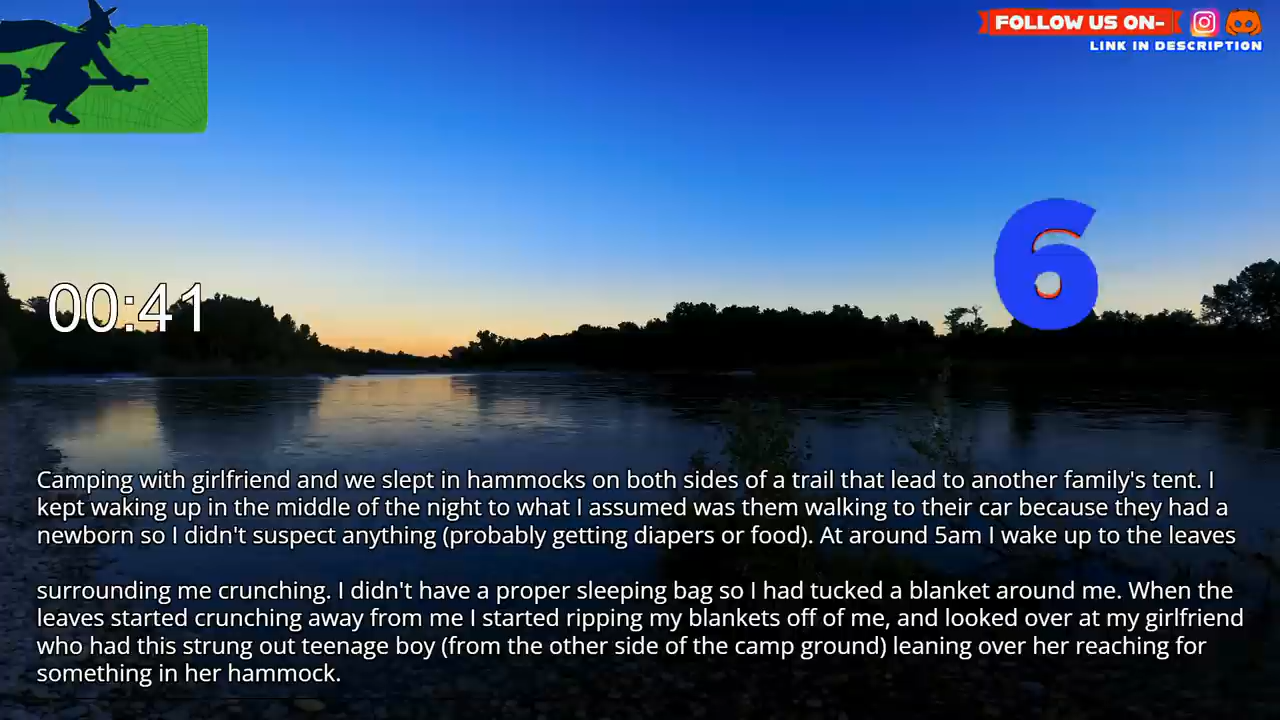 FOLLOW US ON-
LINK IN DESCRIPTION
6
00:41
Camping with girlfriend and we slept in hammocks on both sides of a trail that lead to another family's tent. I
kept waking up in the middle of the night to what I assumed was them walking to their car because they had a
newborn so I didn't suspect anything (probably getting diapers or food). At around 5am I wake up to the leaves
surrounding me crunching. I didn't have a proper sleeping bag so I had tucked a blanket around me. When the
leaves started crunching away from me I started ripping my blankets off of me, and looked over at my girlfriend
who had this strung out teenage boy (from the other side of the camp ground) leaning over her reaching for
something in her hammock.